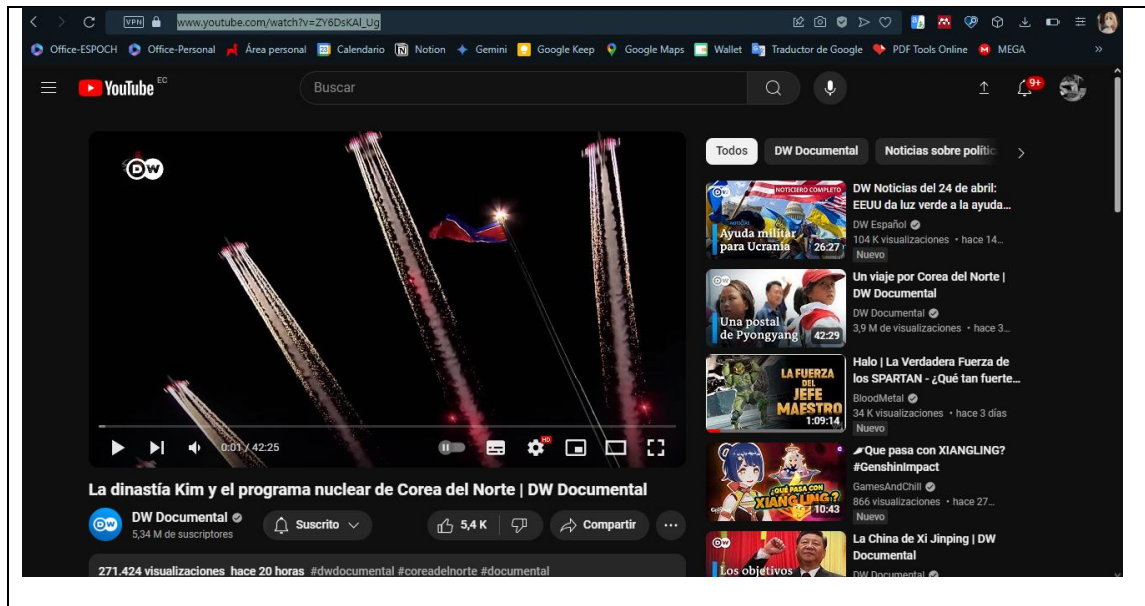 VPN
www.youtube.com/watch?v=ZY6DsKAl_Ug
Office-ESPOCH
Office-Personal
Área personal
Calendario
Notion
Gemini
Google Keep
Google Maps
Wallet
Traductor de Google
PDF Tools Online
MEGA
YouTube EC
Buscar
9+
DW
0:01 / 42:25
HD
La dinastía Kim y el programa nuclear de Corea del Norte | DW Documental
DW Documental
5,34 M de suscriptores
Suscrito
5,4 K
Compartir
271.424 visualizaciones hace 20 horas #dwdocumental #coreadelnorte #documental
Todos
DW Documental
Noticias sobre polític
NOTICIERO COMPLETO
Ayuda militar
para Ucrania
26:27
DW Noticias del 24 de abril:
EEUU da luz verde a la ayuda...
DW Español
104 K visualizaciones • hace 14...
Nuevo
Una postal
de Pyongyang
42:29
Un viaje por Corea del Norte |
DW Documental
DW Documental
3,9 M de visualizaciones • hace 3...
LA FUERZA
DEL
JEFE
MAESTRO
1:09:14
Halo | La Verdadera Fuerza de
los SPARTAN - ¿Qué tan fuerte...
BloodMetal
34 K visualizaciones • hace 3 días
Nuevo
¿QUÉ PASA CON
XIANGLING?
10:43
Que pasa con XIANGLING?
#GenshinImpact
GamesAndChill
866 visualizaciones • hace 27...
Nuevo
Los objetivos
La China de Xi Jinping | DW
Documental
DW Documental